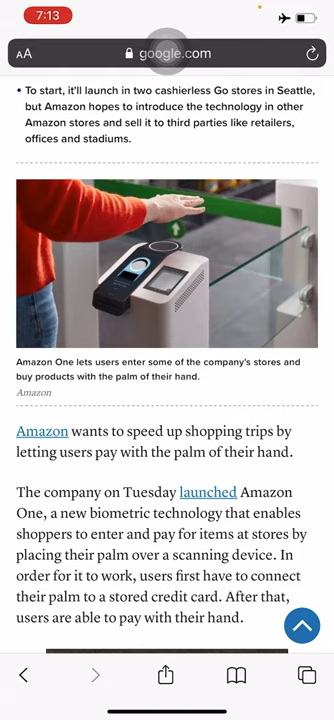 7:13
AA
google.com
• To start, it'll launch in two cashierless Go stores in Seattle,
but Amazon hopes to introduce the technology in other
Amazon stores and sell it to third parties like retailers,
offices and stadiums.
Amazon One lets users enter some of the company's stores and
buy products with the palm of their hand.
Amazon
Amazon wants to speed up shopping trips by
letting users pay with the palm of their hand.
The company on Tuesday launched Amazon
One, a new biometric technology that enables
shoppers to enter and pay for items at stores by
placing their palm over a scanning device. In
order for it to work, users first have to connect
their palm to a stored credit card. After that,
users are able to pay with their hand.